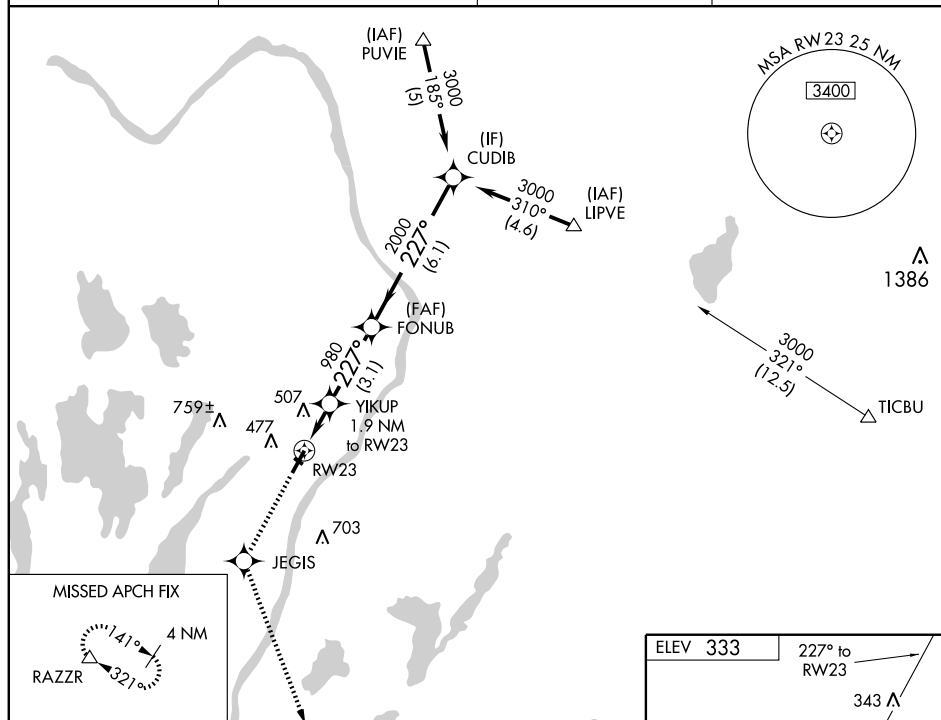 (IAF)
PUVIE
3000
185°
(5)
(IF)
CUDIB
3000
310°
(4.6)
(IAF)
LIPVE
MSA RW23 25 NM
3400
1386
2000
227°
(6.1)
(FAF)
FONUB
980
227°
(3.1)
3000
321°
(12.5)
TICBU
759±
507
477
YIKUP
1.9 NM
to RW23
RW23
703
JEGIS
MISSED APCH FIX
141°
4 NM
RAZZR
321°
ELEV 333
227° to
RW23
343